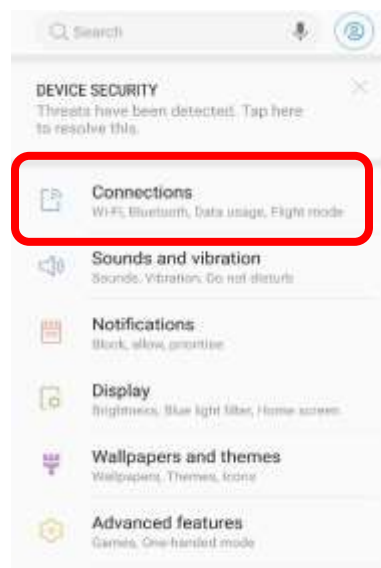 Search
DEVICE SECURITY
Threats have been detected. Tap here
to resolve this.
Connections
Wi-Fi, Bluetooth, Data usage, Flight mode
Sounds and vibration
Sounds, Vibration, Do not disturb
Notifications
Block, allow, prioritise
Display
Brightness, Blue light filter, Home screen
Wallpapers and themes
Wallpapers, Themes, Icons
Advanced features
Games, One-handed mode